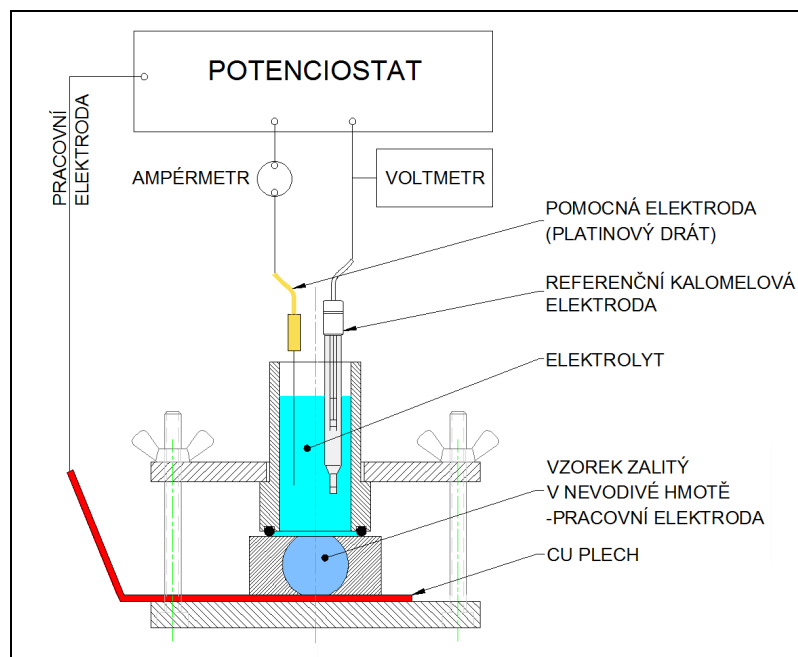 POTENCIOSTAT
PRACOVNÍ
ELEKTRODA
AMPÉRMETR
VOLTMETR
POMOCNÁ ELEKTRODA
(PLATINOVÝ DRÁT)
REFERENČNÍ KALOMELOVÁ
ELEKTRODA
ELEKTROLYT
VZOREK ZALITÝ
V NEVODIVÉ HMOTĚ
-PRACOVNÍ ELEKTRODA
CU PLECH